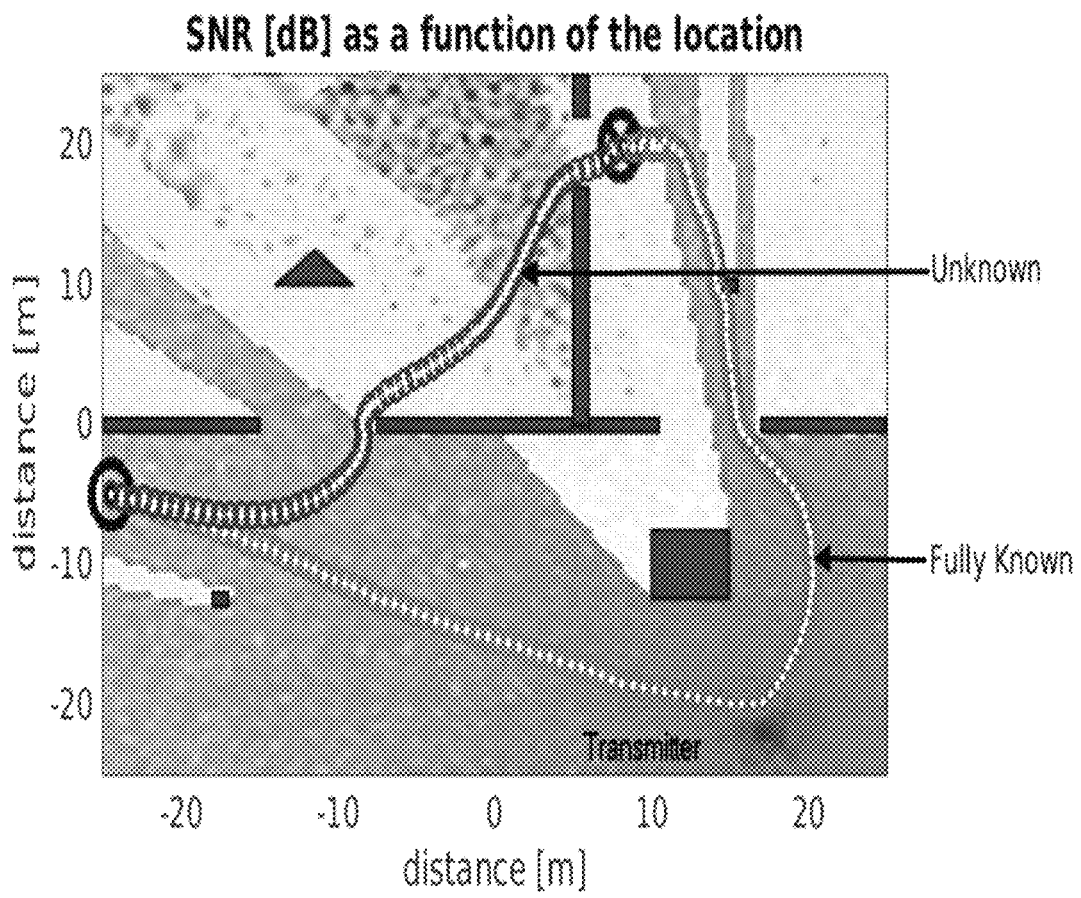 SNR [dB] as a function of the location
20
10
0
-10
-20
distance [m]
Unknown
Fully Known
Transmitter
-20
-10
0
10
20
distance [m]